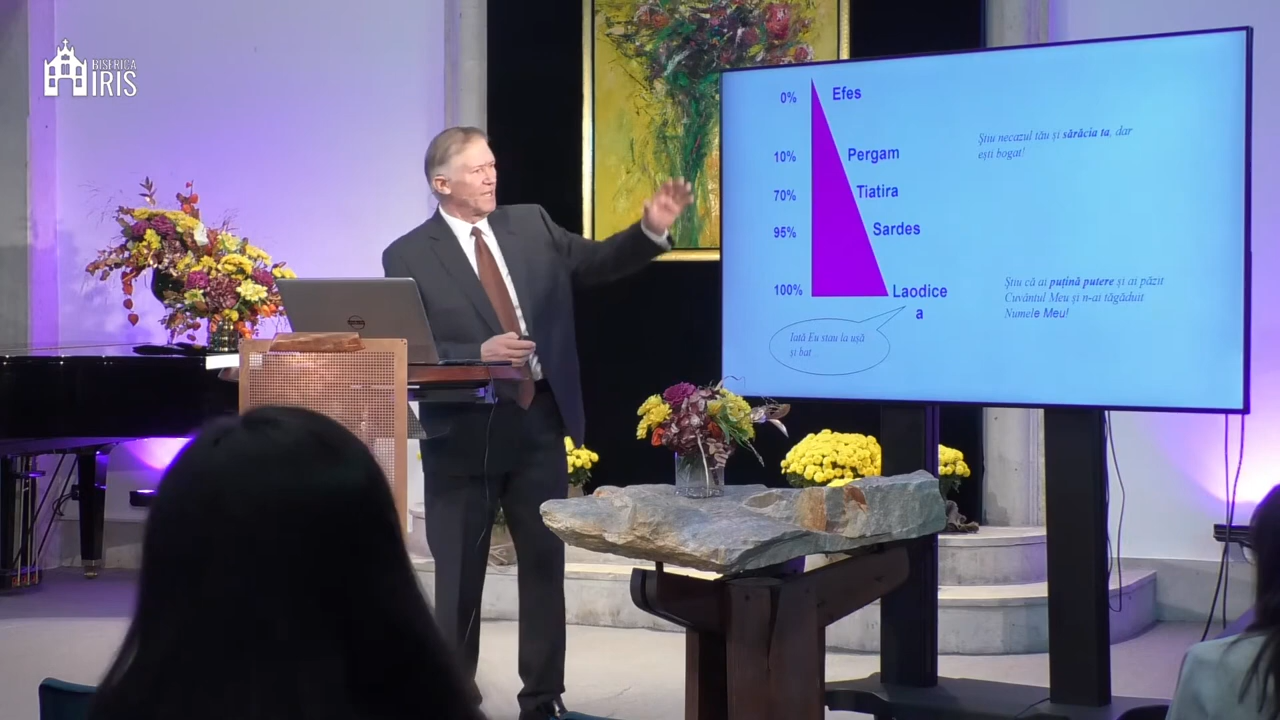 BISERICA
IRIS
0% Efes
10% Pergam
70% Tiatira
95% Sardes
100% Laodice
a
Știu necazul tău și sărăcia ta, dar
ești bogat!
Știu că ai puțină putere și ai păzit
Cuvântul Meu și n-ai tăgăduit
Numele Meu!
Iată Eu stau la ușă
și bat